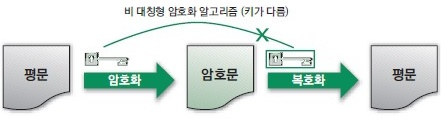 비 대칭형 암호화 알고리즘 (키가 다름)
평문
암호화
암호문
복호화
평문